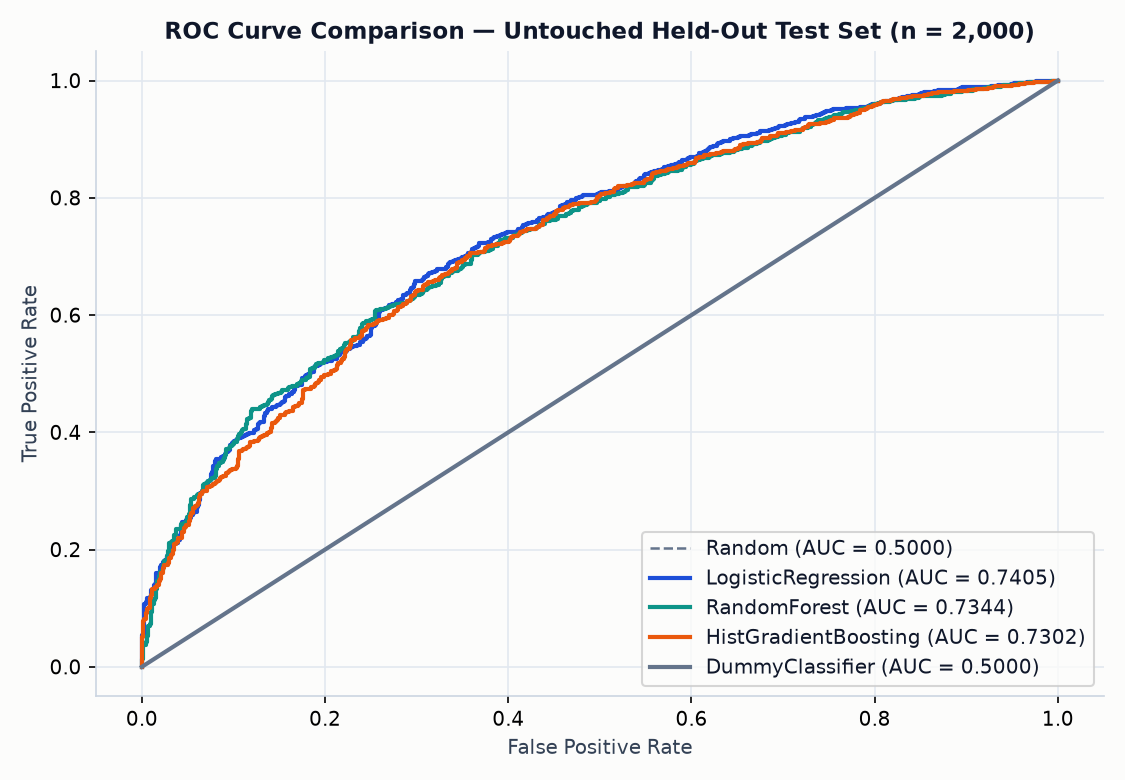 ROC Curve Comparison — Untouched Held-Out Test Set (n = 2,000)
True Positive Rate
1.0
0.8
0.6
0.4
0.2
0.0
Random (AUC = 0.5000)
LogisticRegression (AUC = 0.7405)
RandomForest (AUC = 0.7344)
HistGradientBoosting (AUC = 0.7302)
DummyClassifier (AUC = 0.5000)
0.0 0.2 0.4 0.6 0.8 1.0
False Positive Rate